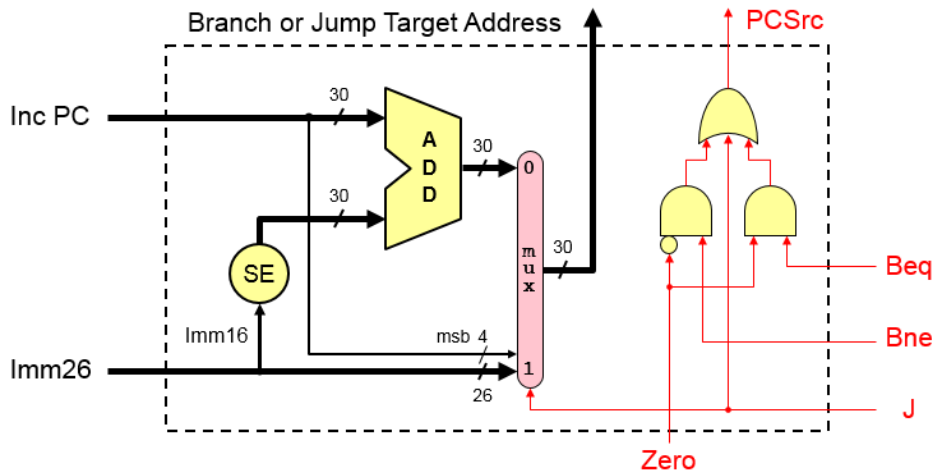 Branch or Jump Target Address
PCSrc
Inc PC
30
A
D
D
30
0
30
SE
m
u
x
30
Beq
Imm16
msb 4
Bne
Imm26
1
26
J
Zero